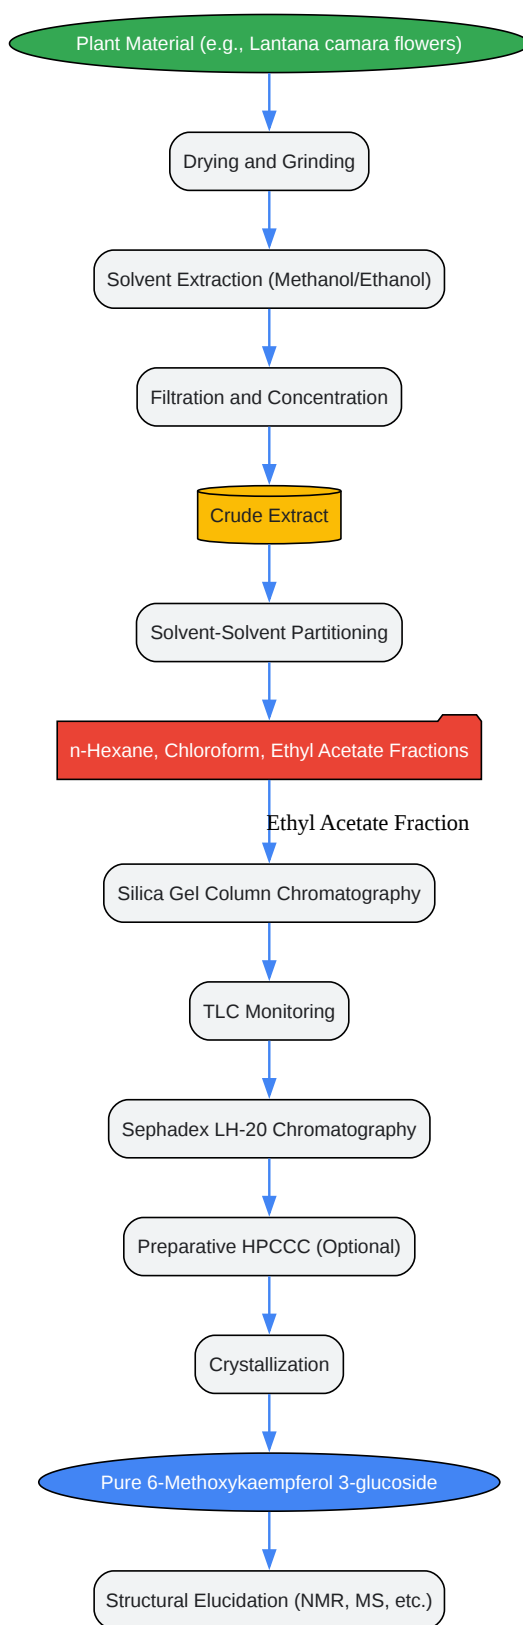 Plant Material (e.g., Lantana camara flowers)
Drying and Grinding
Solvent Extraction (Methanol/Ethanol)
Filtration and Concentration
Crude Extract
Solvent-Solvent Partitioning
n-Hexane, Chloroform, Ethyl Acetate Fractions
Ethyl Acetate Fraction
Silica Gel Column Chromatography
TLC Monitoring
Sephadex LH-20 Chromatography
Preparative HPCCC (Optional)
Crystallization
Pure 6-Methoxykaempferol 3-glucoside
Structural Elucidation (NMR, MS, etc.)